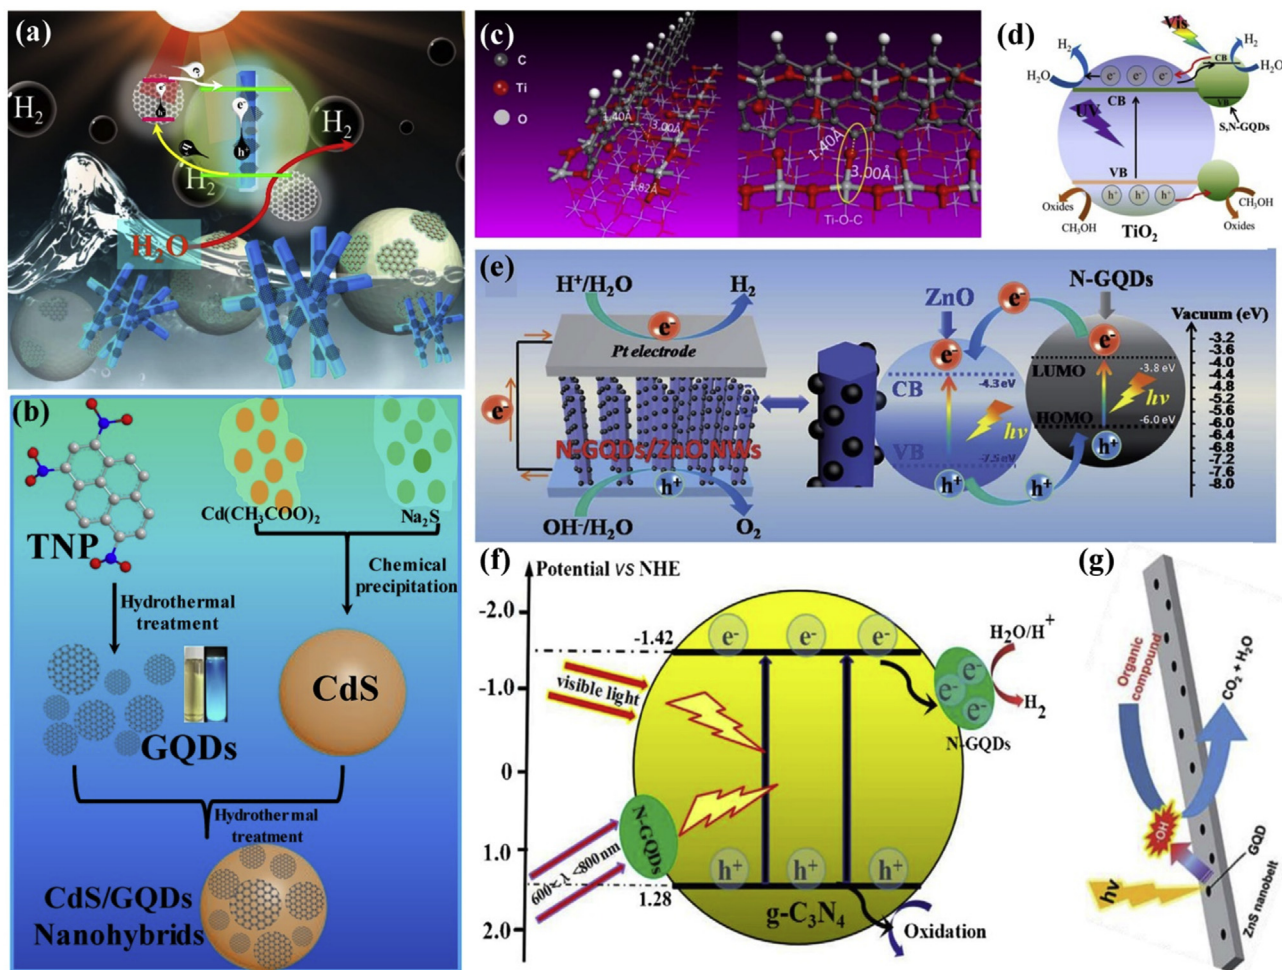 (a)
e-
h+
e-
h+
h+
H2
H2
H2
H2O
(b)
TNP
Cd(CH3COO)2
Na2S
Chemical
precipitation
Hydrothermal
treatment
GQDs
CdS
Hydrothermal
treatment
CdS/GQDs
Nanohybrids
(c)
C
Ti
O
1.40Å
3.00Å
1.82Å
1.40Å
3.00Å
Ti-O-C
(d)
Vis
H2
H2
H2O
H2O
e- e- e-
CB
CB
VB
UV
S,N-GQDs
VB
h+ h+ h+
Oxides
CH3OH
CH3OH
Oxides
TiO2
(e)
H+/H2O
H2
e-
Pt electrode
e-
N-GQDs/ZnO NWs
h+
OH-/H2O
O2
ZnO
e-
N-GQDs
e-
e-
CB
-4.3 eV
hν
VB
-7.5 eV
h+
h+
LUMO
-3.8 eV
hν
HOMO
-6.0 eV
h+
Vacuum (eV)
-3.2
-3.6
-4.0
-4.4
-4.8
-5.2
-5.6
-6.0
-6.4
-6.8
-7.2
-7.6
-8.0
(f)
Potential VS NHE
-2.0
-1.42
-1.0
0
1.0
1.28
2.0
visible light
600< λ <800nm
N-GQDs
e- e- e-
h+ h+ h+
g-C3N4
e- e- e-
N-GQDs
H2O/H+
H2
Oxidation
(g)
Organic
compound
CO2 + H2O
·OH
hν
GQD
ZnS nanobelt